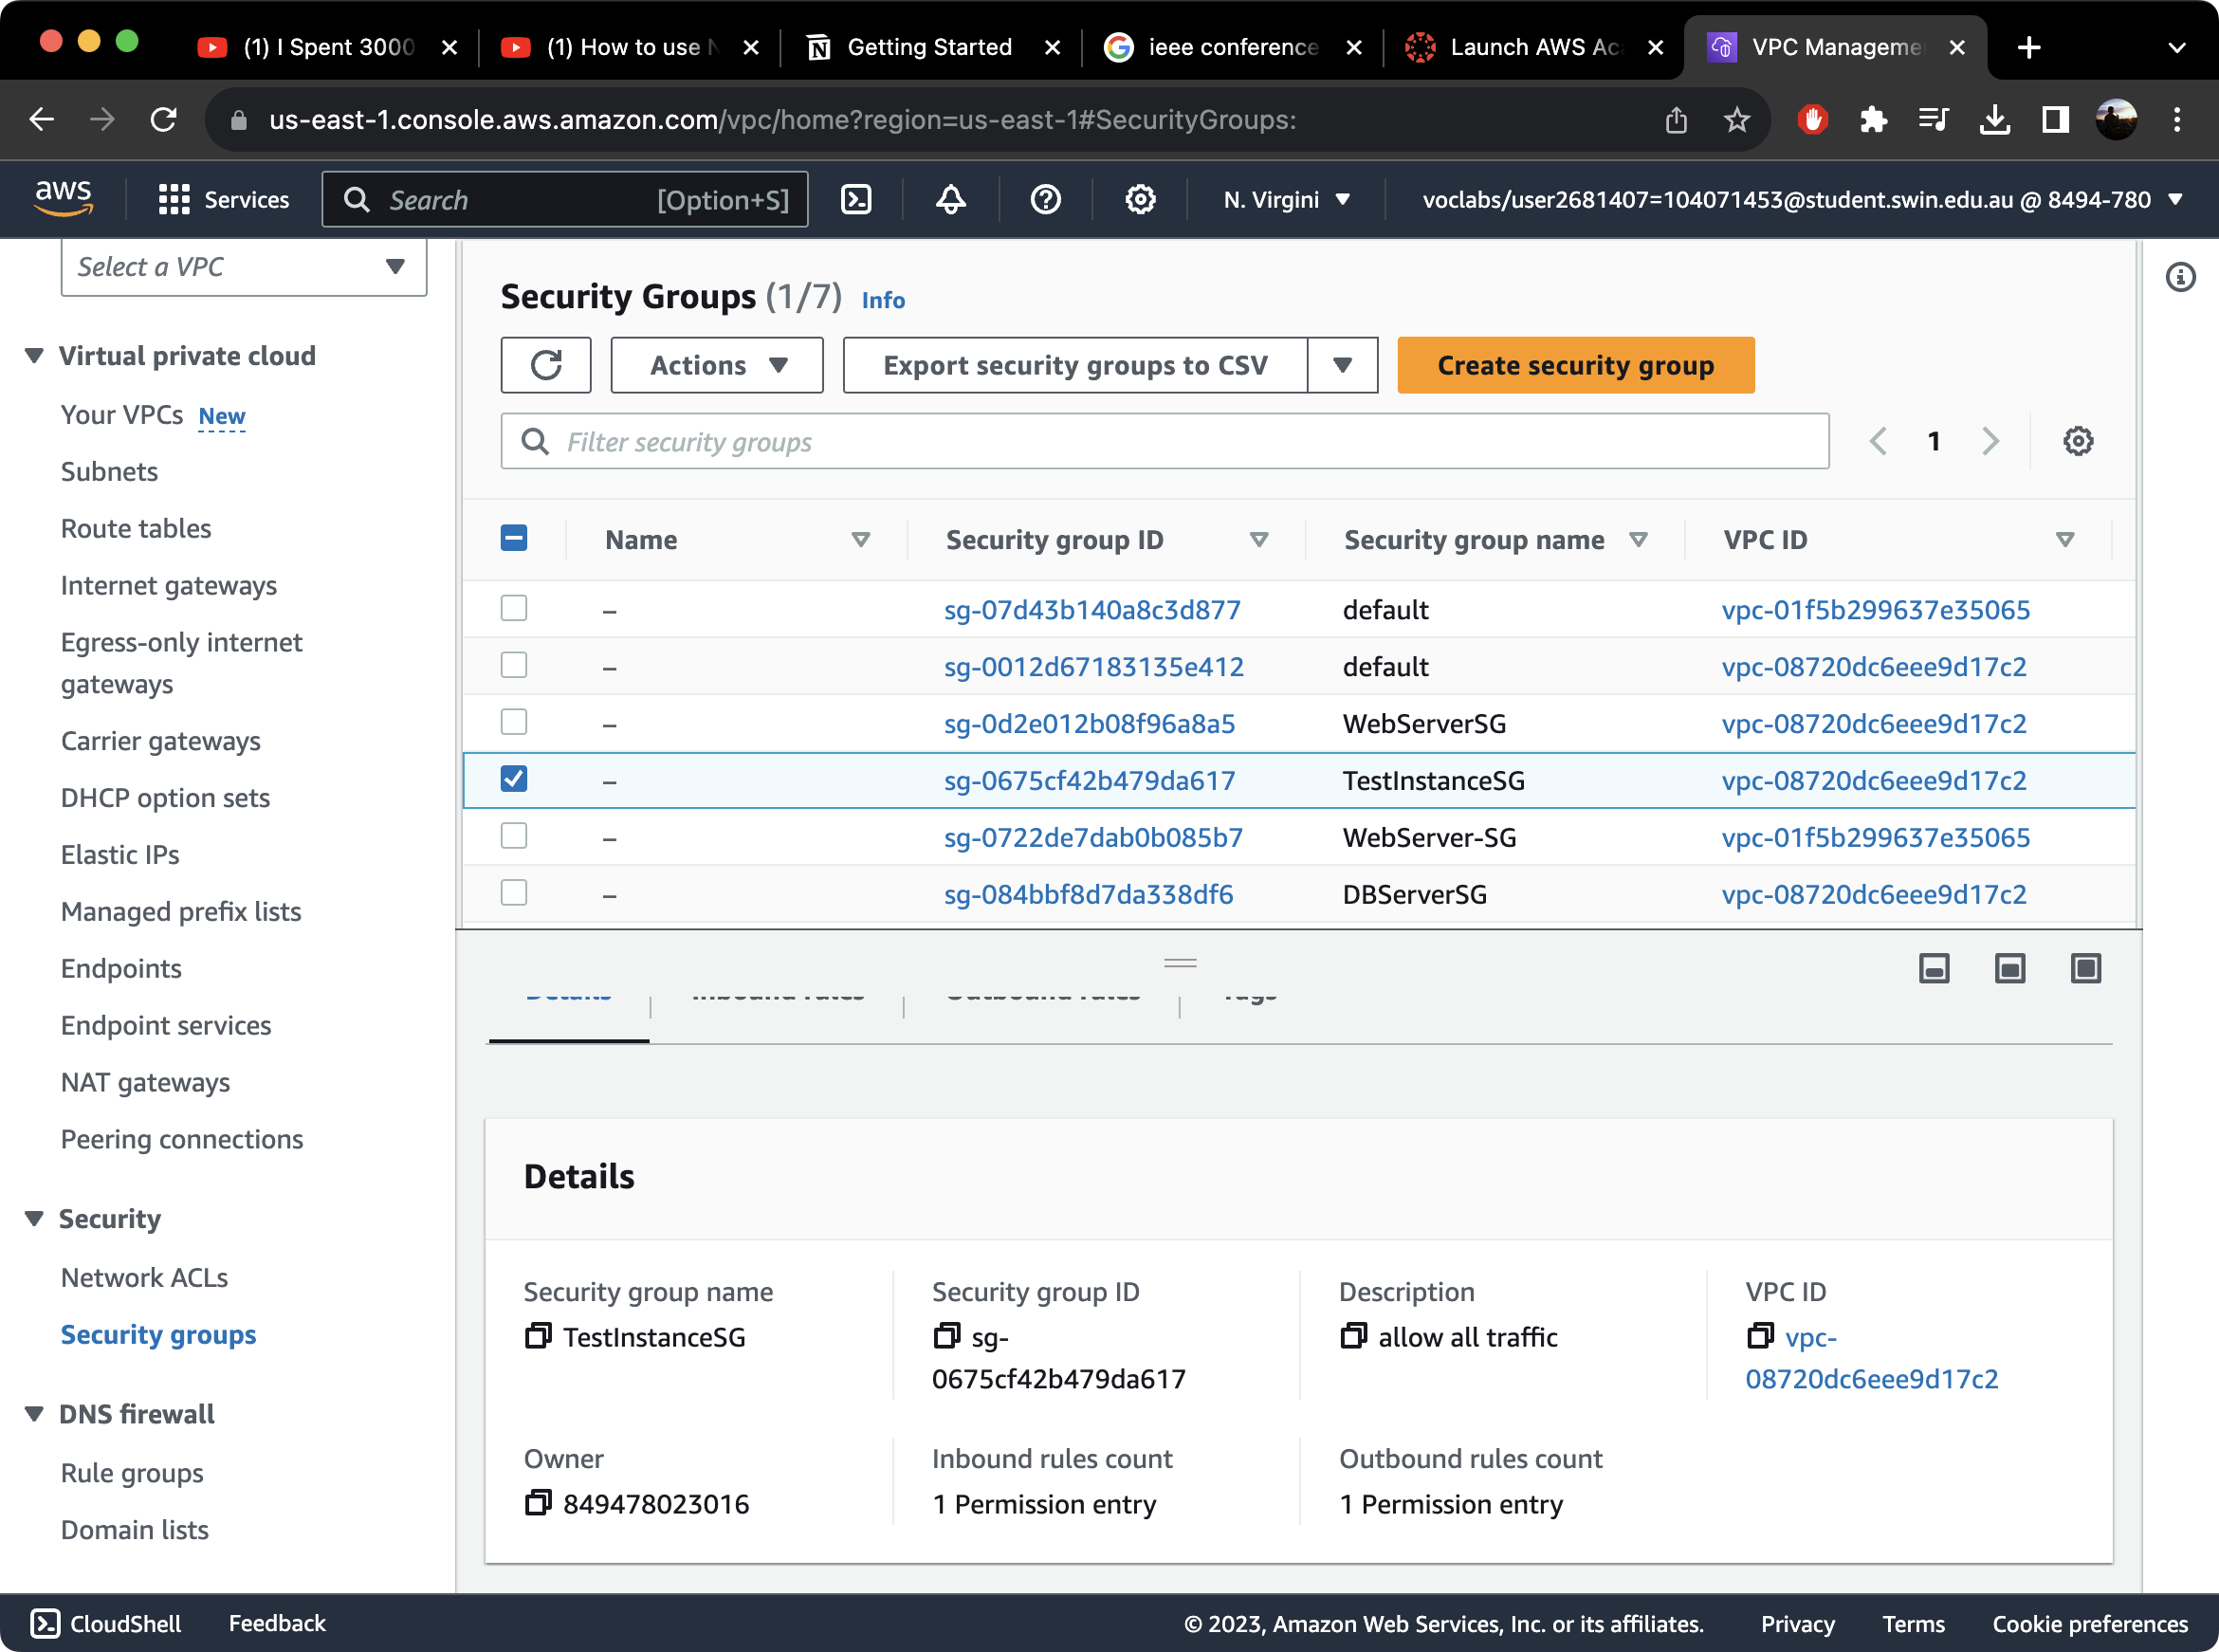 (1) I Spent 3000
(1) How to use N
Getting Started
ieee conference
Launch AWS Aca
VPC Managemen
us-east-1.console.aws.amazon.com/vpc/home?region=us-east-1#SecurityGroups:
aws
Services
Search
[Option+S]
N. Virgini
voclabs/user2681407=104071453@student.swin.edu.au @ 8494-780
Select a VPC
Virtual private cloud
Your VPCs New
Subnets
Route tables
Internet gateways
Egress-only internet
gateways
Carrier gateways
DHCP option sets
Elastic IPs
Managed prefix lists
Endpoints
Endpoint services
NAT gateways
Peering connections
Security
Network ACLs
Security groups
DNS firewall
Rule groups
Domain lists
Security Groups (1/7) Info
Actions
Export security groups to CSV
Create security group
Filter security groups
1
Name Security group ID Security group name VPC ID
– sg-07d43b140a8c3d877 default vpc-01f5b299637e35065
– sg-0012d67183135e412 default vpc-08720dc6eee9d17c2
– sg-0d2e012b08f96a8a5 WebServerSG vpc-08720dc6eee9d17c2
– sg-0675cf42b479da617 TestInstanceSG vpc-08720dc6eee9d17c2
– sg-0722de7dab0b085b7 WebServer-SG vpc-01f5b299637e35065
– sg-084bbf8d7da338df6 DBServerSG vpc-08720dc6eee9d17c2
Details Inbound rules Outbound rules Tags
Details
Security group name
TestInstanceSG
Security group ID
sg-
0675cf42b479da617
Description
allow all traffic
VPC ID
vpc-
08720dc6eee9d17c2
Owner
849478023016
Inbound rules count
1 Permission entry
Outbound rules count
1 Permission entry
CloudShell
Feedback
© 2023, Amazon Web Services, Inc. or its affiliates.
Privacy
Terms
Cookie preferences